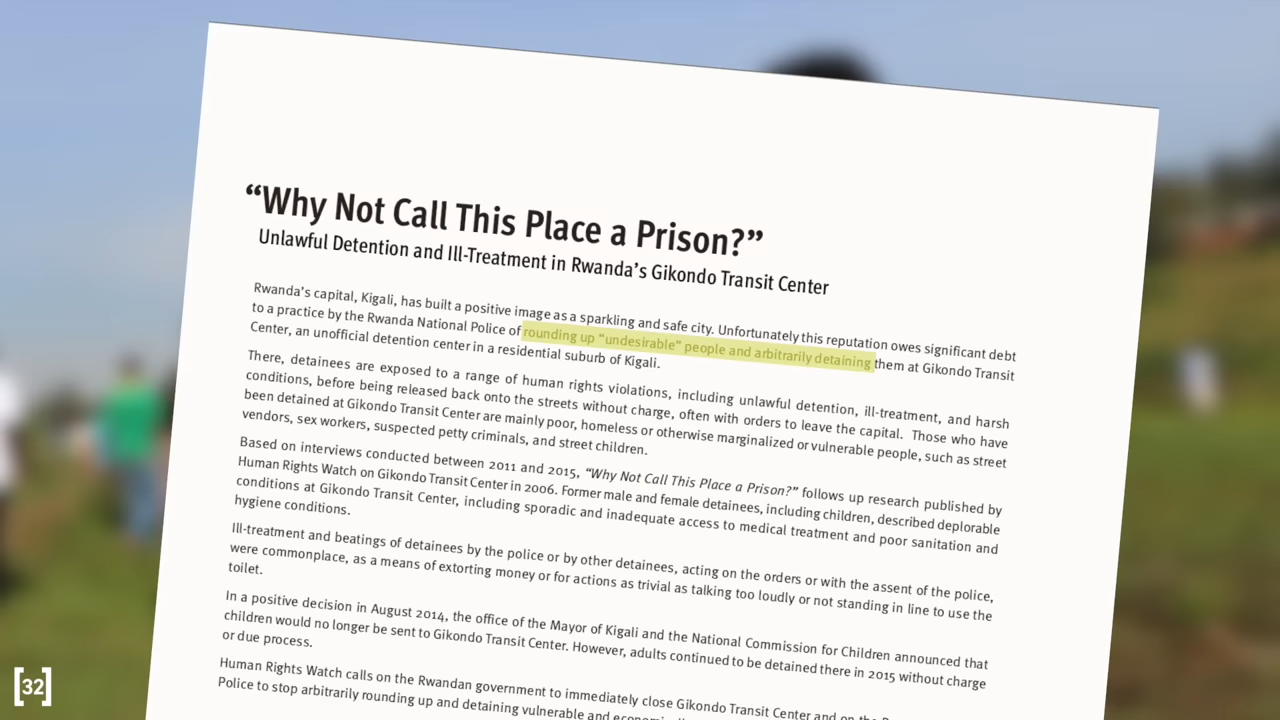 “Why Not Call This Place a Prison?”
Unlawful Detention and Ill-Treatment in Rwanda’s Gikondo Transit Center
Rwanda’s capital, Kigali, has built a positive image as a sparkling and safe city. Unfortunately this reputation owes significant debt
to a practice by the Rwanda National Police of rounding up “undesirable” people and arbitrarily detaining them at Gikondo Transit
Center, an unofficial detention center in a residential suburb of Kigali.
There, detainees are exposed to a range of human rights violations, including unlawful detention, ill-treatment, and harsh
conditions, before being released back onto the streets without charge, often with orders to leave the capital. Those who have
been detained at Gikondo Transit Center are mainly poor, homeless or otherwise marginalized or vulnerable people, such as street
vendors, sex workers, suspected petty criminals, and street children.
Based on interviews conducted between 2011 and 2015, “Why Not Call This Place a Prison?” follows up research published by
Human Rights Watch on Gikondo Transit Center in 2006. Former male and female detainees, including children, described deplorable
conditions at Gikondo Transit Center, including sporadic and inadequate access to medical treatment and poor sanitation and
hygiene conditions.
Ill-treatment and beatings of detainees by the police or by other detainees, acting on the orders or with the assent of the police,
were commonplace, as a means of extorting money or for actions as trivial as talking too loudly or not standing in line to use the
toilet.
In a positive decision in August 2014, the office of the Mayor of Kigali and the National Commission for Children announced that
children would no longer be sent to Gikondo Transit Center. However, adults continued to be detained there in 2015 without charge
or due process.
Human Rights Watch calls on the Rwandan government to immediately close Gikondo Transit Center and on the
Police to stop arbitrarily rounding up and detaining vulnerable and
[32]